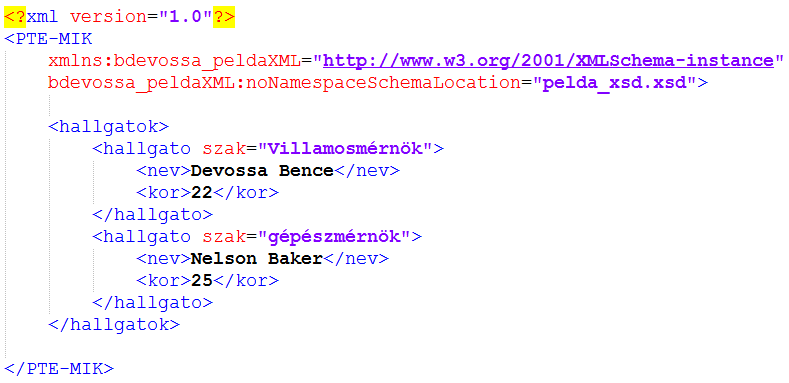 <?xml version="1.0"?>
<PTE-MIK
xmlns:bdevossa_peldaXML="http://www.w3.org/2001/XMLSchema-instance"
bdevossa_peldaXML:noNamespaceSchemaLocation="pelda_xsd.xsd">
<hallgatok>
<hallgato szak="Villamosmérnök">
<nev>Devossa Bence</nev>
<kor>22</kor>
</hallgato>
<hallgato szak="gépészmérnök">
<nev>Nelson Baker</nev>
<kor>25</kor>
</hallgato>
</hallgatok>
</PTE-MIK>